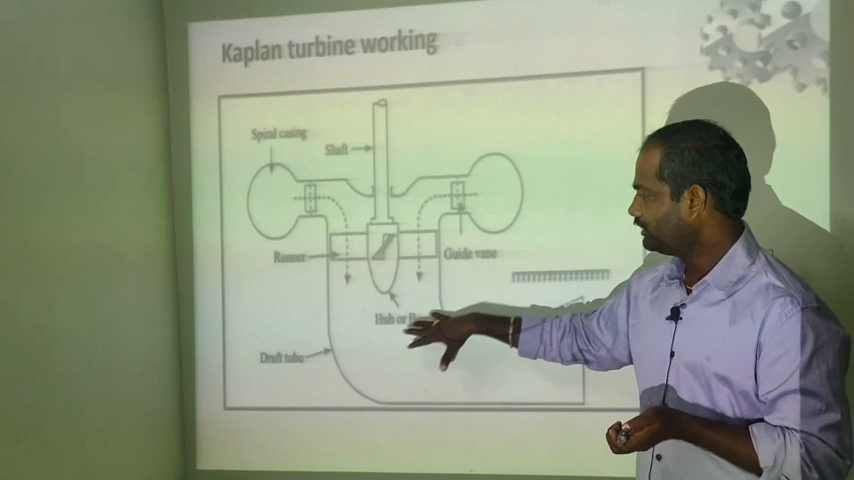 Kaplan turbine working
Spiral casing
Shaft
Runner
Guide vane
Hub or
Draft tube